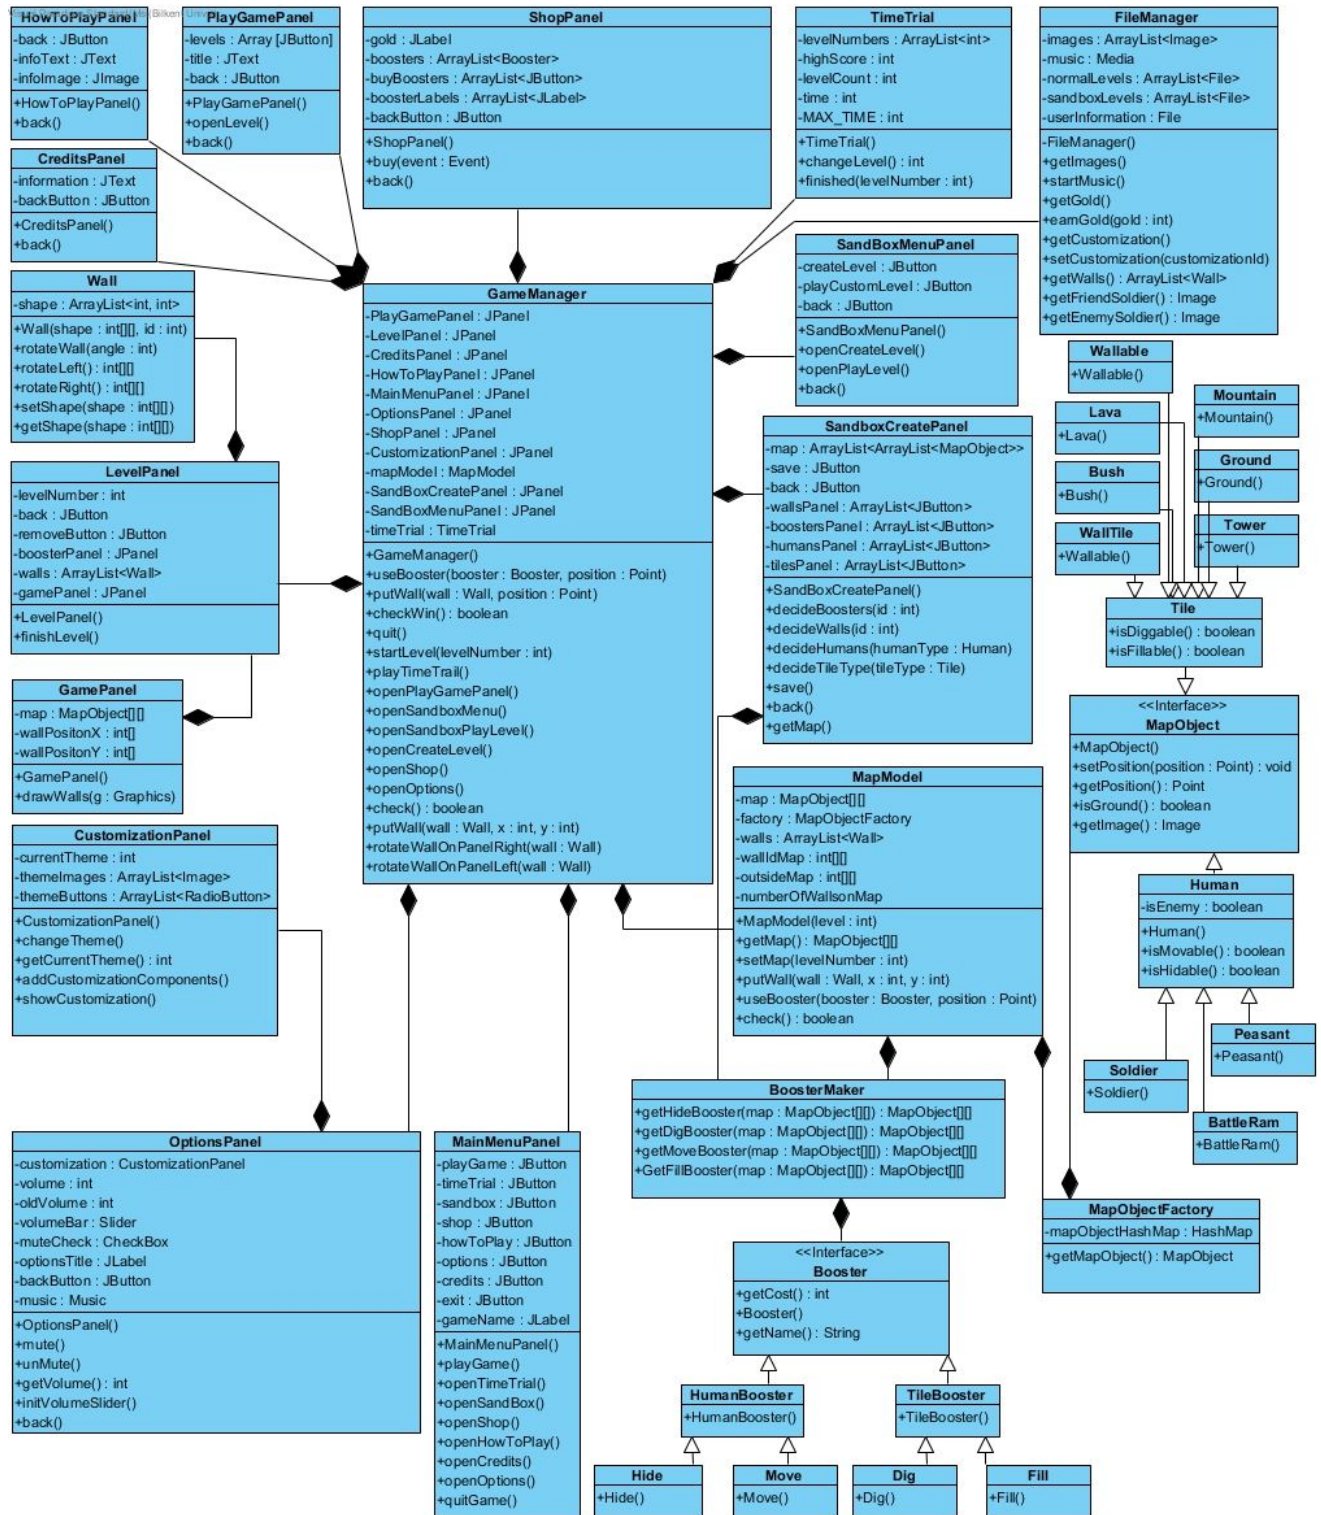 HowToPlayPanel
-back : JButton
-infoText : JText
-infoImage : JImage
+HowToPlayPanel()
+back()
PlayGamePanel
-levels : Array [JButton]
-title : JText
-back : JButton
+PlayGamePanel()
+openLevel()
+back()
ShopPanel
-gold : JLabel
-boosters : ArrayList<Booster>
-buyBoosters : ArrayList<JButton>
-boosterLabels : ArrayList<JLabel>
-backButton : JButton
+ShopPanel()
+buy(event : Event)
+back()
TimeTrial
-levelNumbers : ArrayList<int>
-highScore : int
-levelCount : int
-time : int
-MAX_TIME : int
+TimeTrial()
+changeLevel() : int
+finished(levelNumber : int)
FileManager
-images : ArrayList<Image>
-music : Media
-normalLevels : ArrayList<File>
-sandboxLevels : ArrayList<File>
-userInformation : File
-FileManager()
+getImages()
+startMusic()
+getGold()
+earnGold(gold : int)
+getCustomization()
+setCustomization(customizationId)
+getWalls() : ArrayList<Wall>
+getFriendSoldier() : Image
+getEnemySoldier() : Image
CreditsPanel
-information : JText
-backButton : JButton
+CreditsPanel()
+back()
Wall
-shape : ArrayList<int, int>
+Wall(shape : int[][], id : int)
+rotateWall(angle : int)
+rotateLeft() : int[][]
+rotateRight() : int[][]
+setShape(shape : int[][])
+getShape(shape : int[][])
GameManager
-PlayGamePanel : JPanel
-LevelPanel : JPanel
-CreditsPanel : JPanel
-HowToPlayPanel : JPanel
-MainMenuPanel : JPanel
-OptionsPanel : JPanel
-ShopPanel : JPanel
-CustomizationPanel : JPanel
-mapModel : MapModel
-SandBoxCreatePanel : JPanel
-SandBoxMenuPanel : JPanel
-timeTrial : TimeTrial
+GameManager()
+useBooster(booster : Booster, position : Point)
+putWall(wall : Wall, position : Point)
+checkWin() : boolean
+quit()
+startLevel(levelNumber : int)
+playTimeTrail()
+openPlayGamePanel()
+openSandboxMenu()
+openSandboxPlayLevel()
+openCreateLevel()
+openShop()
+openOptions()
+check() : boolean
+putWall(wall : Wall, x : int, y : int)
+rotateWallOnPanelRight(wall : Wall)
+rotateWallOnPanelLeft(wall : Wall)
SandBoxMenuPanel
-createLevel : JButton
-playCustomLevel : JButton
-back : JButton
+SandBoxMenuPanel()
+openCreateLevel()
+openPlayLevel()
+back()
SandboxCreatePanel
-map : ArrayList<ArrayList<MapObject>>
-save : JButton
-back : JButton
-wallsPanel : ArrayList<JButton>
-boostersPanel : ArrayList<JButton>
-humansPanel : ArrayList<JButton>
-tilesPanel : ArrayList<JButton>
+SandBoxCreatePanel()
+decideBoosters(id : int)
+decideWalls(id : int)
+decideHumans(humanType : Human)
+decideTileType(tileType : Tile)
+save()
+back()
+getMap()
Wallable
+Wallable()
Lava
+Lava()
Bush
+Bush()
WallTile
+Wallable()
Mountain
+Mountain()
Ground
+Ground()
Tower
+Tower()
Tile
+isDiggable() : boolean
+isFillable() : boolean
<<Interface>>
MapObject
+MapObject()
+setPosition(position : Point) : void
+getPosition() : Point
+isGround() : boolean
+getImage() : Image
LevelPanel
-levelNumber : int
-back : JButton
-removeButton : JButton
-boosterPanel : JPanel
-walls : ArrayList<Wall>
-gamePanel : JPanel
+LevelPanel()
+finishLevel()
GamePanel
-map : MapObject[][]
-wallPositonX : int[]
-wallPositonY : int[]
+GamePanel()
+drawWalls(g : Graphics)
CustomizationPanel
-currentTheme : int
-themeImages : ArrayList<Image>
-themeButtons : ArrayList<RadioButton>
+CustomizationPanel()
+changeTheme()
+getCurrentTheme() : int
+addCustomizationComponents()
+showCustomization()
MapModel
-map : MapObject[][]
-factory : MapObjectFactory
-walls : ArrayList<Wall>
-wallIdMap : int[][]
-outsideMap : int[][]
-numberOfWallsonMap
+MapModel(level : int)
+getMap() : MapObject[][]
+setMap(levelNumber : int)
+putWall(wall : Wall, x : int, y : int)
+useBooster(booster : Booster, position : Point)
+check() : boolean
Human
-isEnemy : boolean
+Human()
+isMovable() : boolean
+isHidable() : boolean
Peasant
+Peasant()
Soldier
+Soldier()
BattleRam
+BattleRam()
BoosterMaker
+getHideBooster(map : MapObject[][]) : MapObject[][]
+getDigBooster(map : MapObject[][]) : MapObject[][]
+getMoveBooster(map : MapObject[][]) : MapObject[][]
+GetFillBooster(map : MapObject[][]) : MapObject[][]
OptionsPanel
-customization : CustomizationPanel
-volume : int
-oldVolume : int
-volumeBar : Slider
-muteCheck : CheckBox
-optionsTitle : JLabel
-backButton : JButton
-music : Music
+OptionsPanel()
+mute()
+unMute()
+getVolume() : int
+initVolumeSlider()
+back()
MainMenuPanel
-playGame : JButton
-timeTrial : JButton
-sandbox : JButton
-shop : JButton
-howToPlay : JButton
-options : JButton
-credits : JButton
-exit : JButton
-gameName : JLabel
+MainMenuPanel()
+playGame()
+openTimeTrial()
+openSandBox()
+openShop()
+openHowToPlay()
+openCredits()
+openOptions()
+quitGame()
MapObjectFactory
-mapObjectHashMap : HashMap
+getMapObject() : MapObject
<<Interface>>
Booster
+getCost() : int
+Booster()
+getName() : String
HumanBooster
+HumanBooster()
TileBooster
+TileBooster()
Hide
+Hide()
Move
+Move()
Dig
+Dig()
Fill
+Fill()